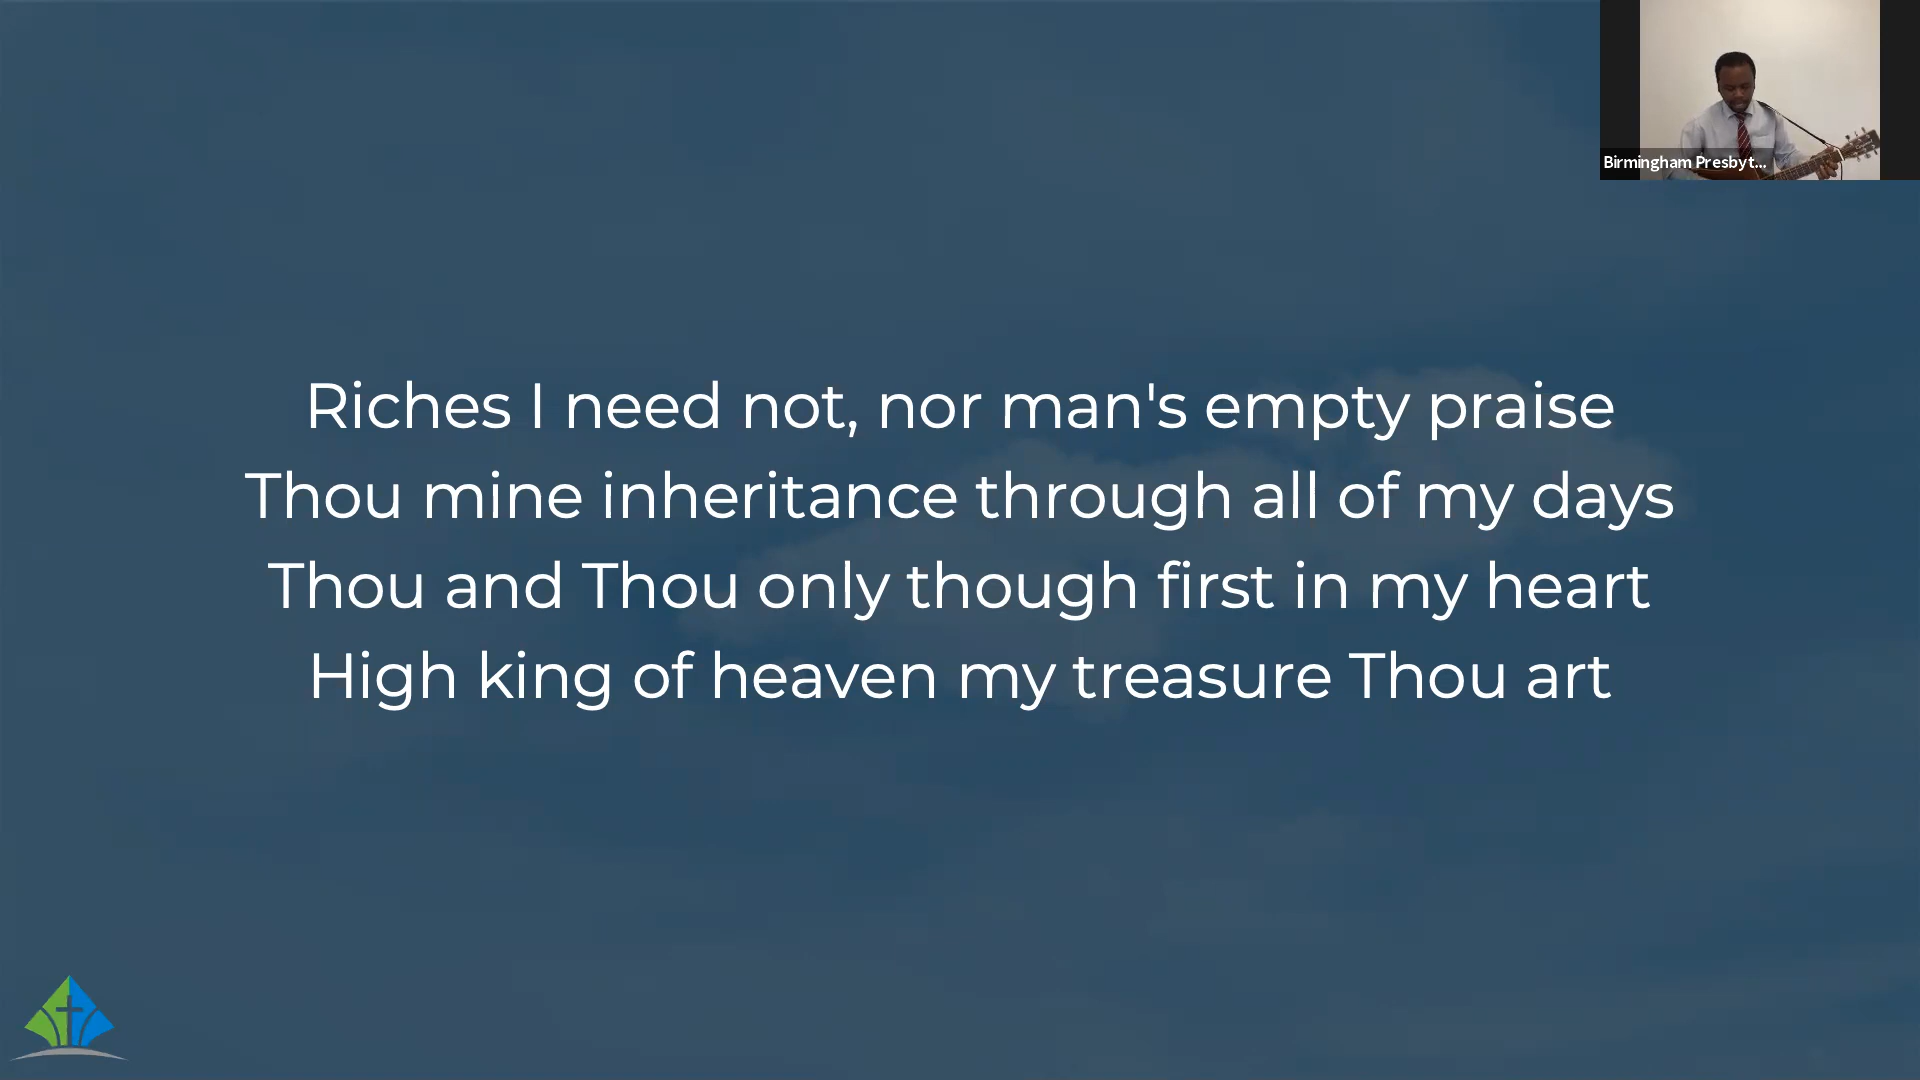 Birmingham Presbyt...
Riches I need not, nor man's empty praise
Thou mine inheritance through all of my days
Thou and Thou only though first in my heart
High king of heaven my treasure Thou art